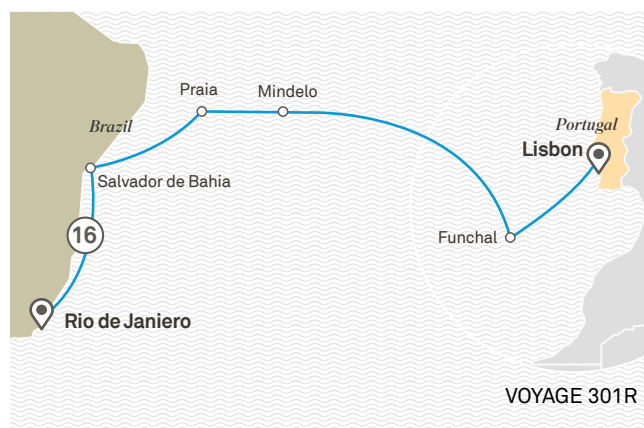 Praia
Mindelo
Brazil
Portugal
Lisbon
Salvador de Bahia
16
Funchal
Rio de Janiero
VOYAGE 301R